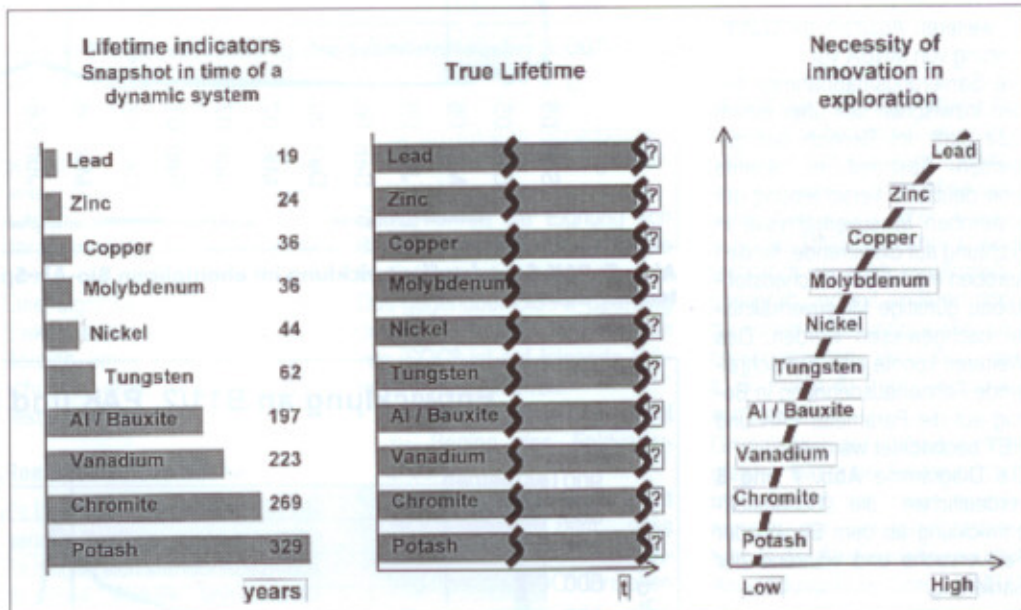 Lifetime indicators
Snapshot in time of a
dynamic system
Lead 19
Zinc 24
Copper 36
Molybdenum 36
Nickel 44
Tungsten 62
Al / Bauxite 197
Vanadium 223
Chromite 269
Potash 329
years
True Lifetime
Lead ?
Zinc ?
Copper ?
Molybdenum ?
Nickel ?
Tungsten ?
Al / Bauxite ?
Vanadium ?
Chromite ?
Potash ?
t
Necessity of
innovation in
exploration
Lead
Zinc
Copper
Molybdenum
Nickel
Tungsten
Al / Bauxite
Vanadium
Chromite
Potash
Low High